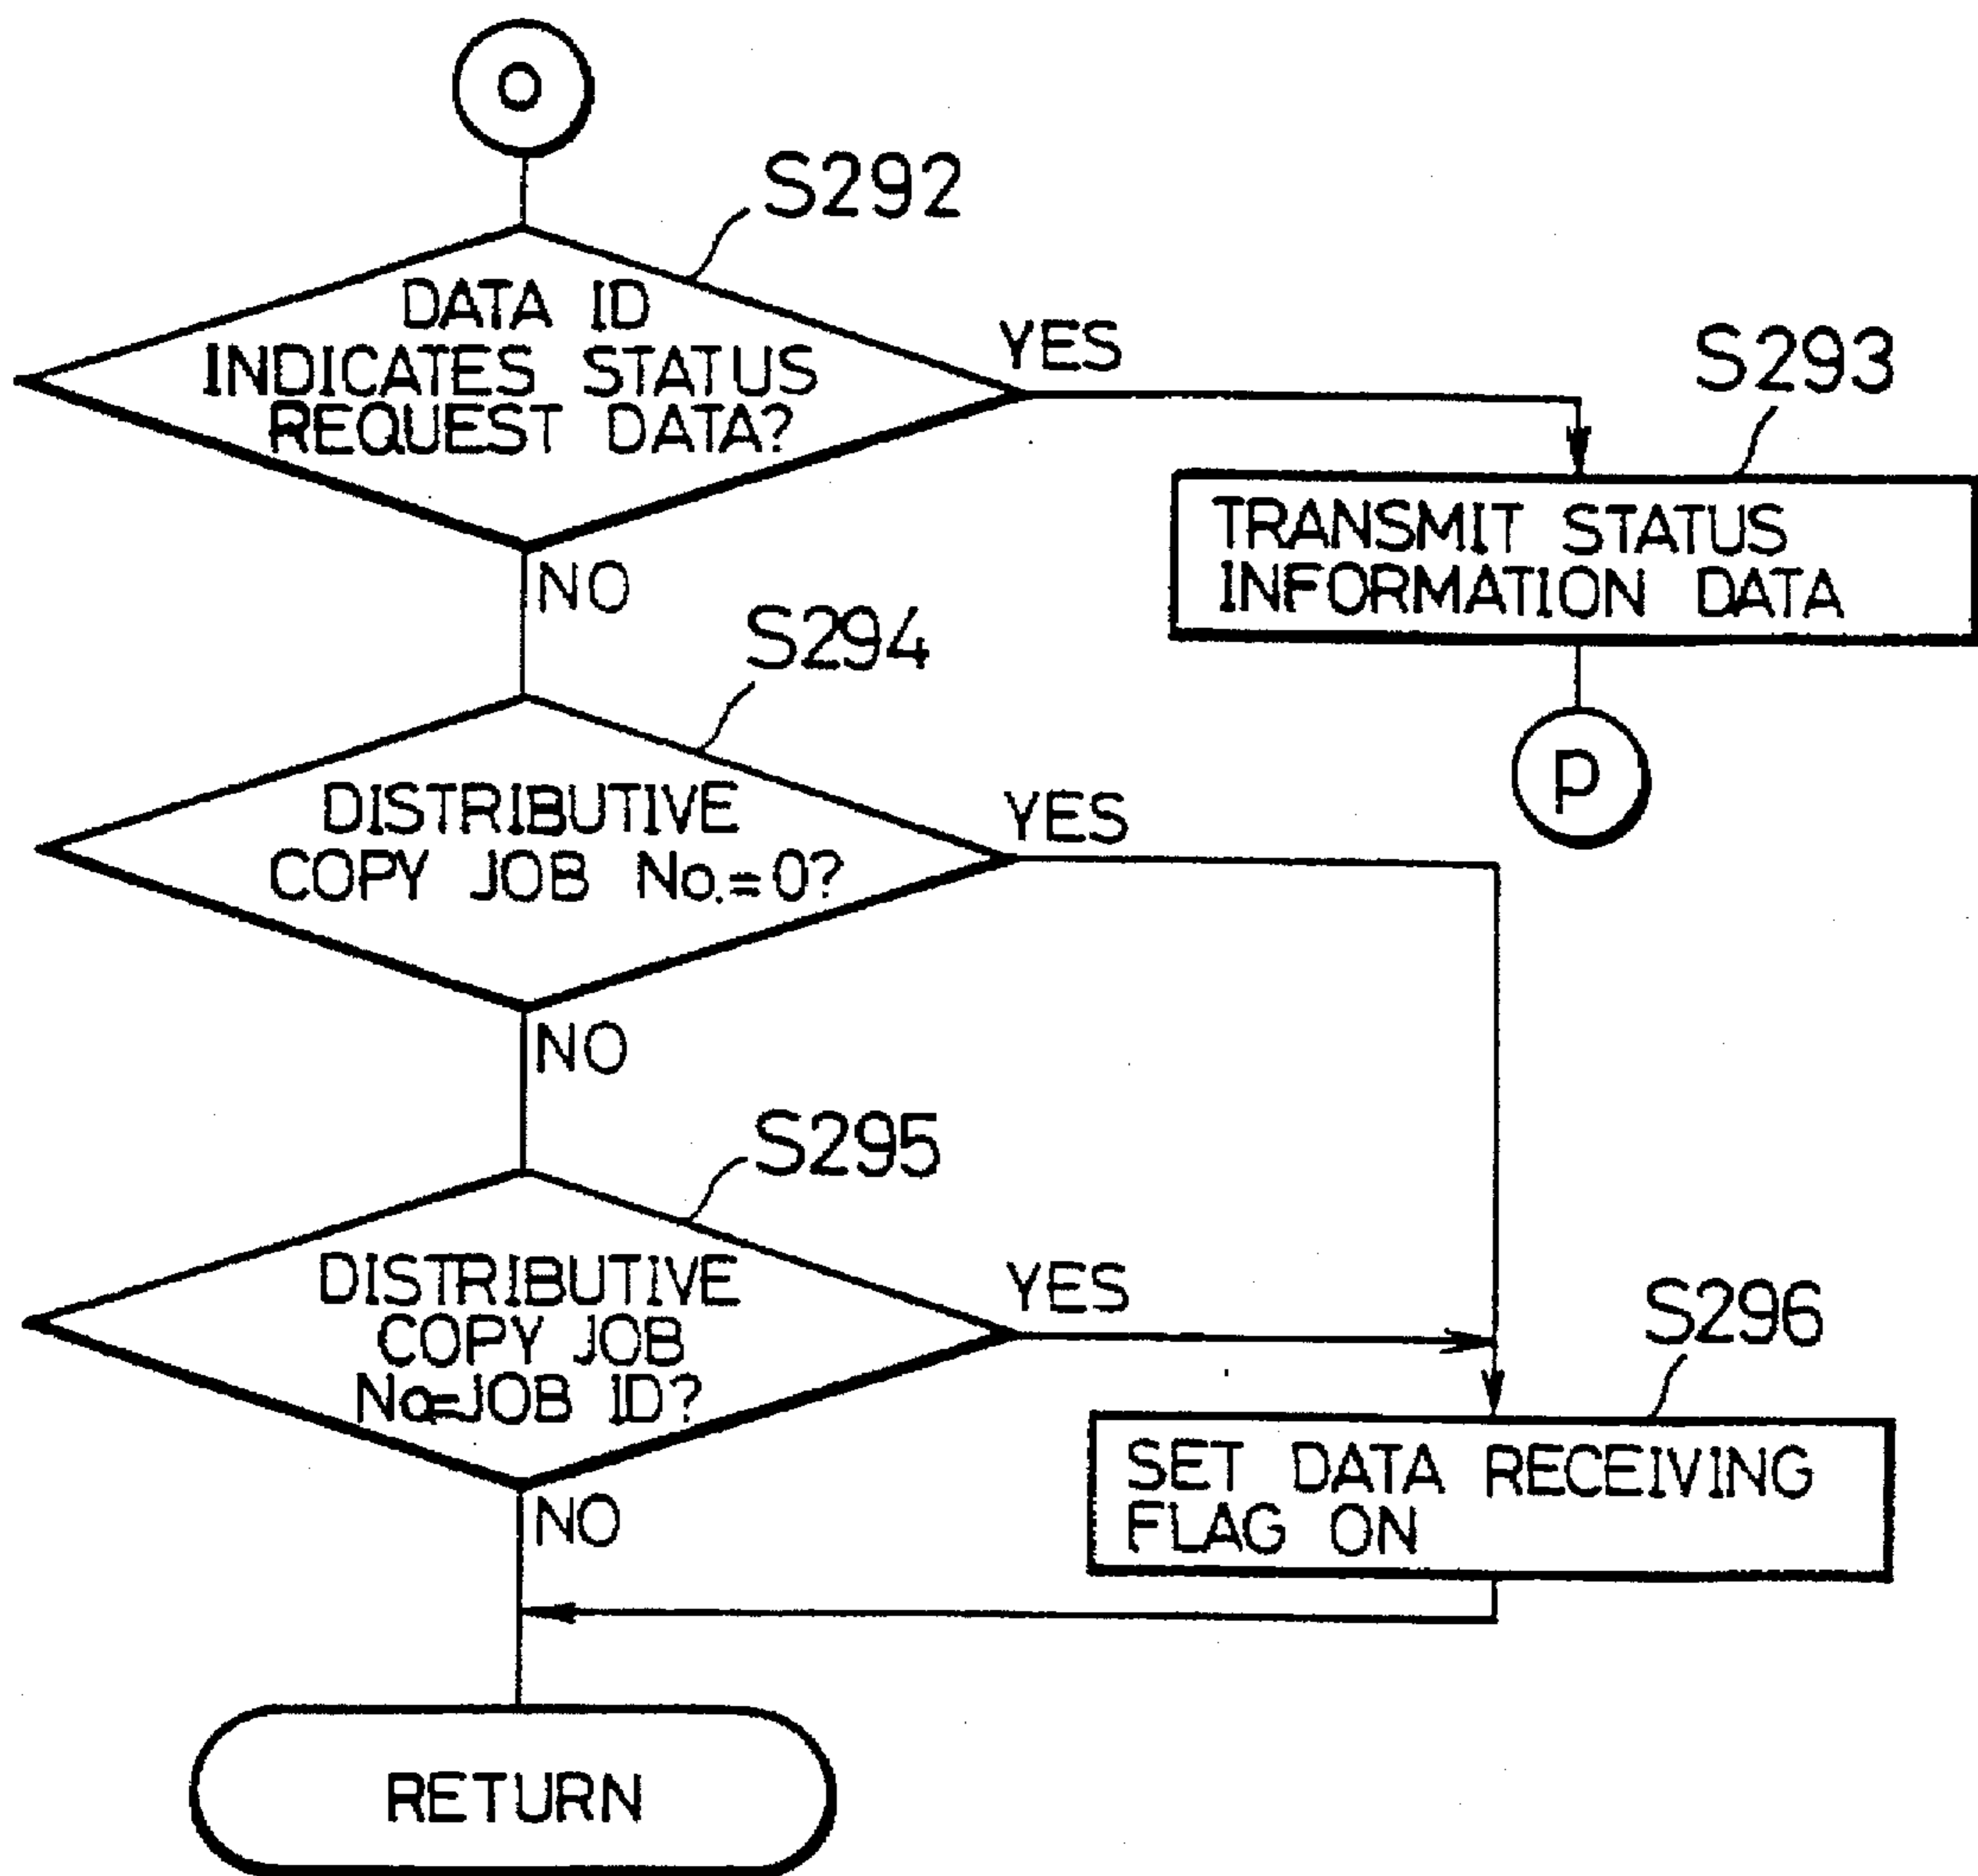 O
S292
DATA ID
INDICATES STATUS
REQUEST DATA?
YES
S293
TRANSMIT STATUS
INFORMATION DATA
NO
P
S294
DISTRIBUTIVE
COPY JOB No.=0?
YES
NO
S295
DISTRIBUTIVE
COPY JOB
No.=JOB ID?
YES
S296
SET DATA RECEIVING
FLAG ON
NO
RETURN